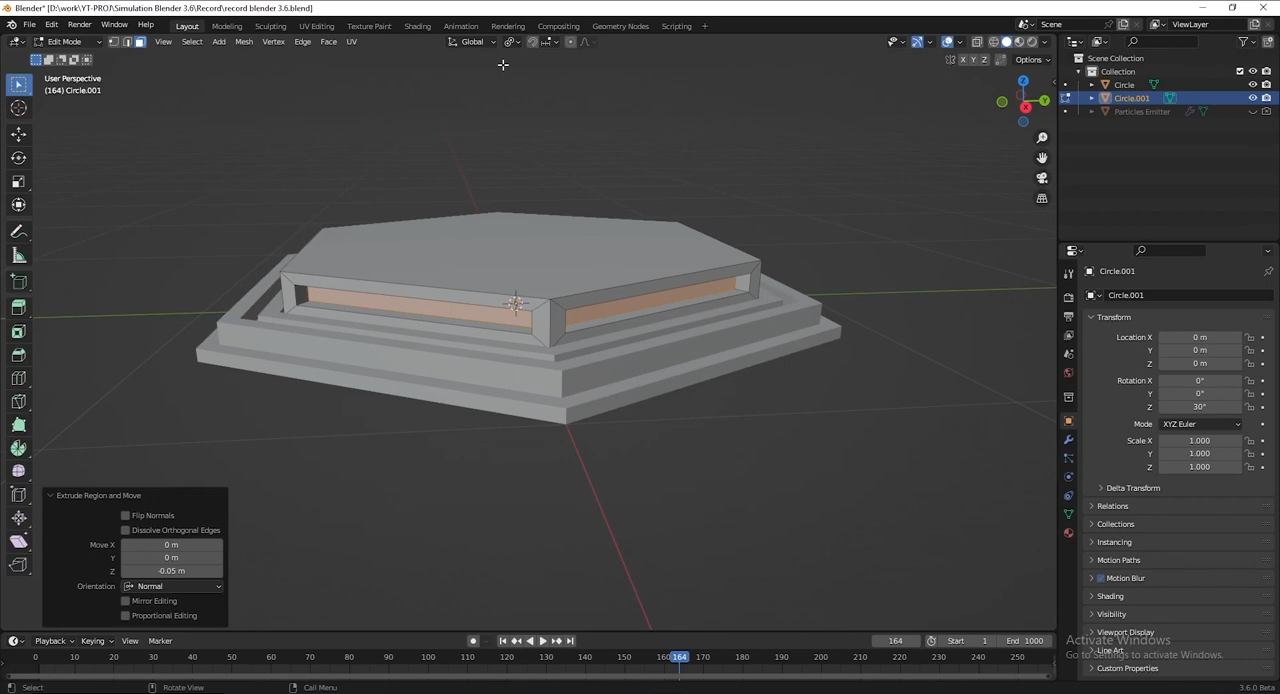 Blender* [D:\work\YT-PROJ\Simulation Blender 3.6\Record\record blender 3.6.blend]
File Edit Render Window Help Layout Modeling Sculpting UV Editing Texture Paint Shading Animation Rendering Compositing Geometry Nodes Scripting + Scene ViewLayer
Edit Mode View Select Add Mesh Vertex Edge Face UV Global
X Y Z Options
User Perspective
(164) Circle.001
Z
Y
X
Scene Collection
Collection
Circle
Circle.001
Particles Emitter
Circle.001
Circle.001
Transform
Location X 0 m
Y 0 m
Z 0 m
Rotation X 0°
Y 0°
Z 30°
Mode XYZ Euler
Scale X 1.000
Y 1.000
Z 1.000
Delta Transform
Relations
Collections
Instancing
Motion Paths
Motion Blur
Shading
Visibility
Viewport Display
Line Art
Custom Properties
Activate Windows
Go to Settings to activate Windows.
Extrude Region and Move
Flip Normals
Dissolve Orthogonal Edges
Move X 0 m
Y 0 m
Z -0.05 m
Orientation Normal
Mirror Editing
Proportional Editing
Playback Keying View Marker 164 Start 1 End 1000
0 10 20 30 40 50 60 70 80 90 100 110 120 130 140 150 160 164 170 180 190 200 210 220 230 240 250
Select Rotate View Call Menu 3.6.0 Beta